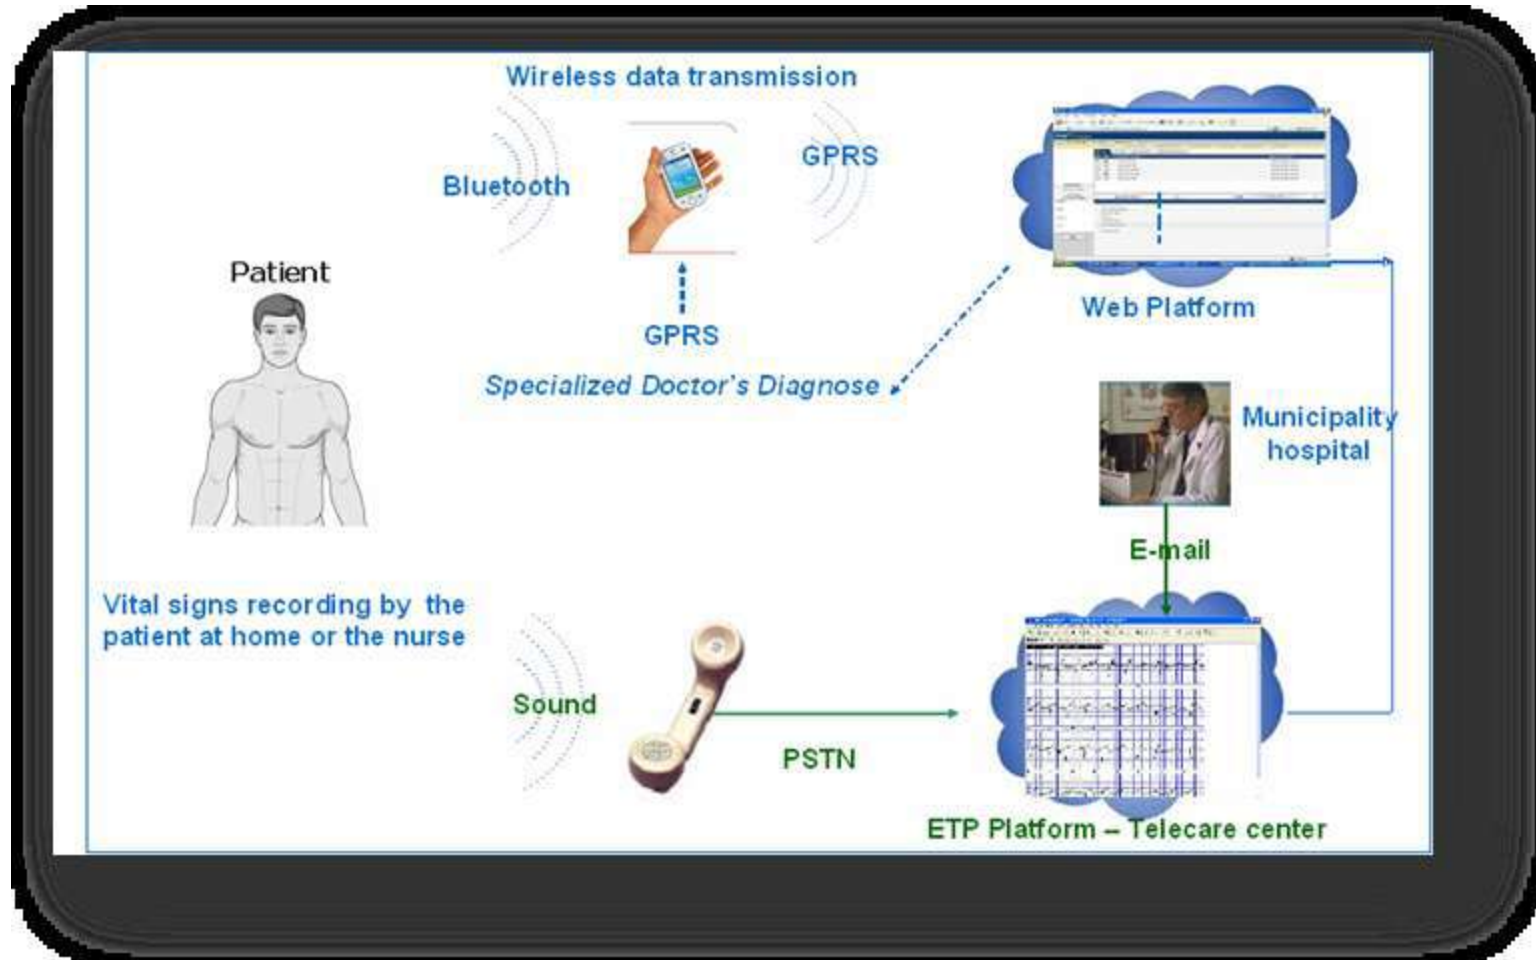 Wireless data transmission
GPRS
Bluetooth
Patient
Web Platform
GPRS
Specialized Doctor's Diagnose
Municipality
hospital
E-mail
Vital signs recording by the
patient at home or the nurse
Sound
PSTN
ETP Platform – Telecare center